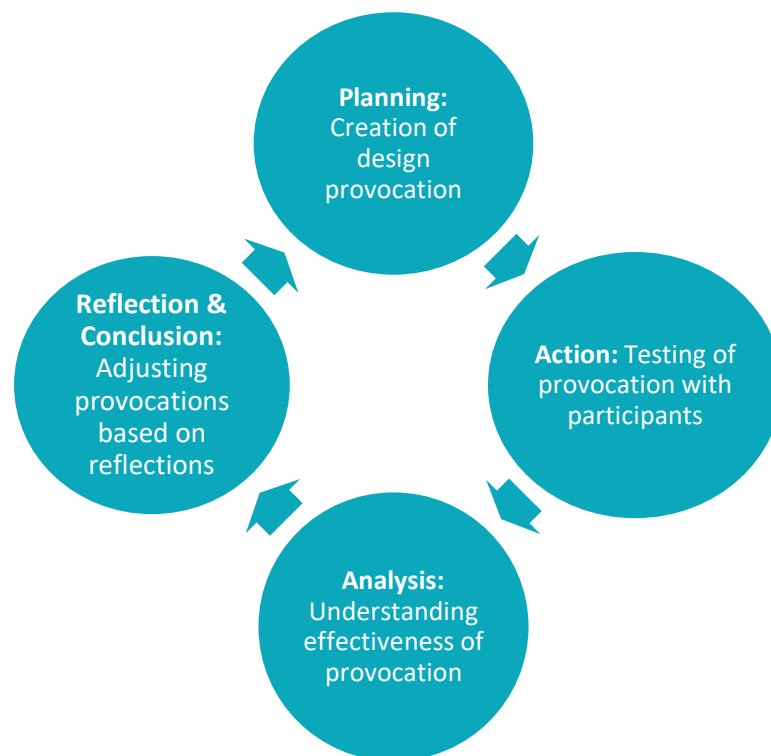 Planning:
Creation of
design
provocation
Action: Testing of
provocation with
participants
Analysis:
Understanding
effectiveness of
provocation
Reflection &
Conclusion:
Adjusting
provocations
based on
reflections